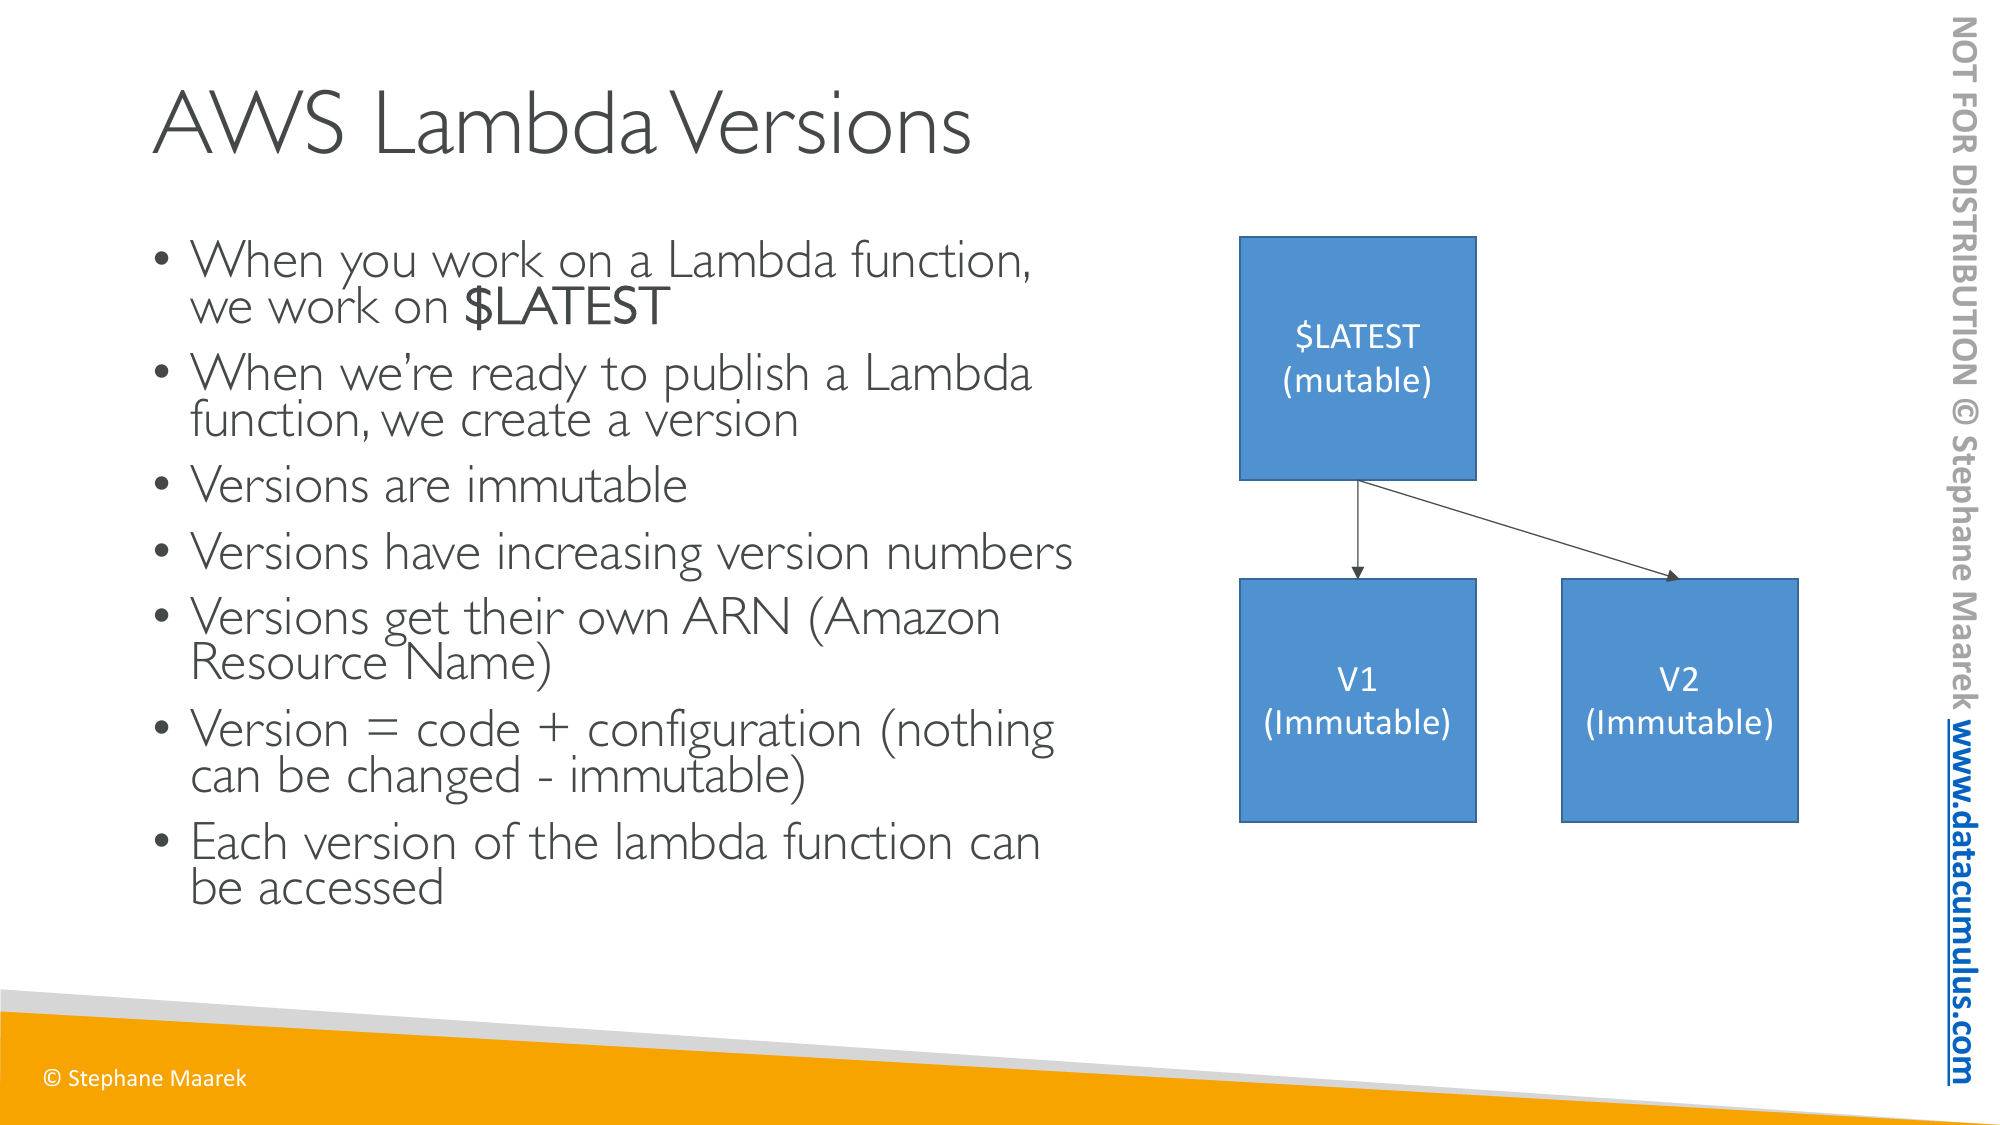 AWS Lambda Versions
• When you work on a Lambda function,
we work on $LATEST
• When we’re ready to publish a Lambda
function, we create a version
• Versions are immutable
• Versions have increasing version numbers
• Versions get their own ARN (Amazon
Resource Name)
• Version = code + configuration (nothing
can be changed - immutable)
• Each version of the lambda function can
be accessed
$LATEST
(mutable)
V1
(Immutable)
V2
(Immutable)
NOT FOR DISTRIBUTION © Stephane Maarek www.datacumulus.com
© Stephane Maarek